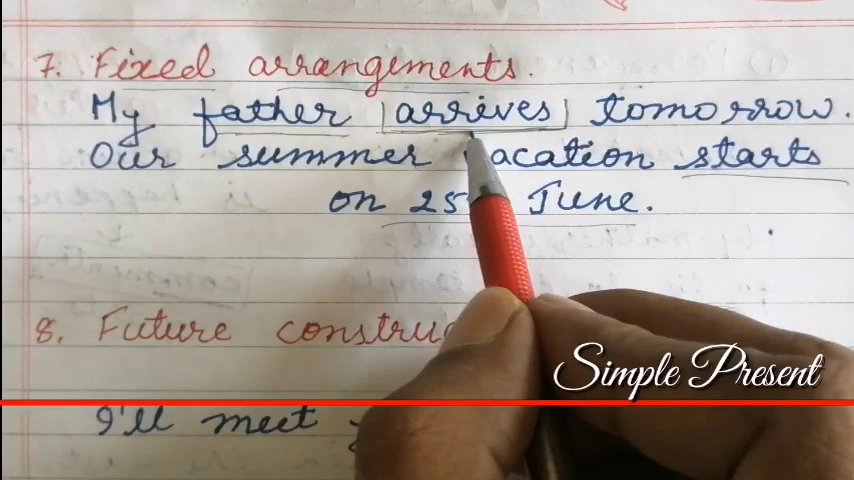 7. Fixed arrangements.
My father arrives tomorrow.
Our summer vacation starts
on 25 June.
8. Future
Simple Present
I'll meet